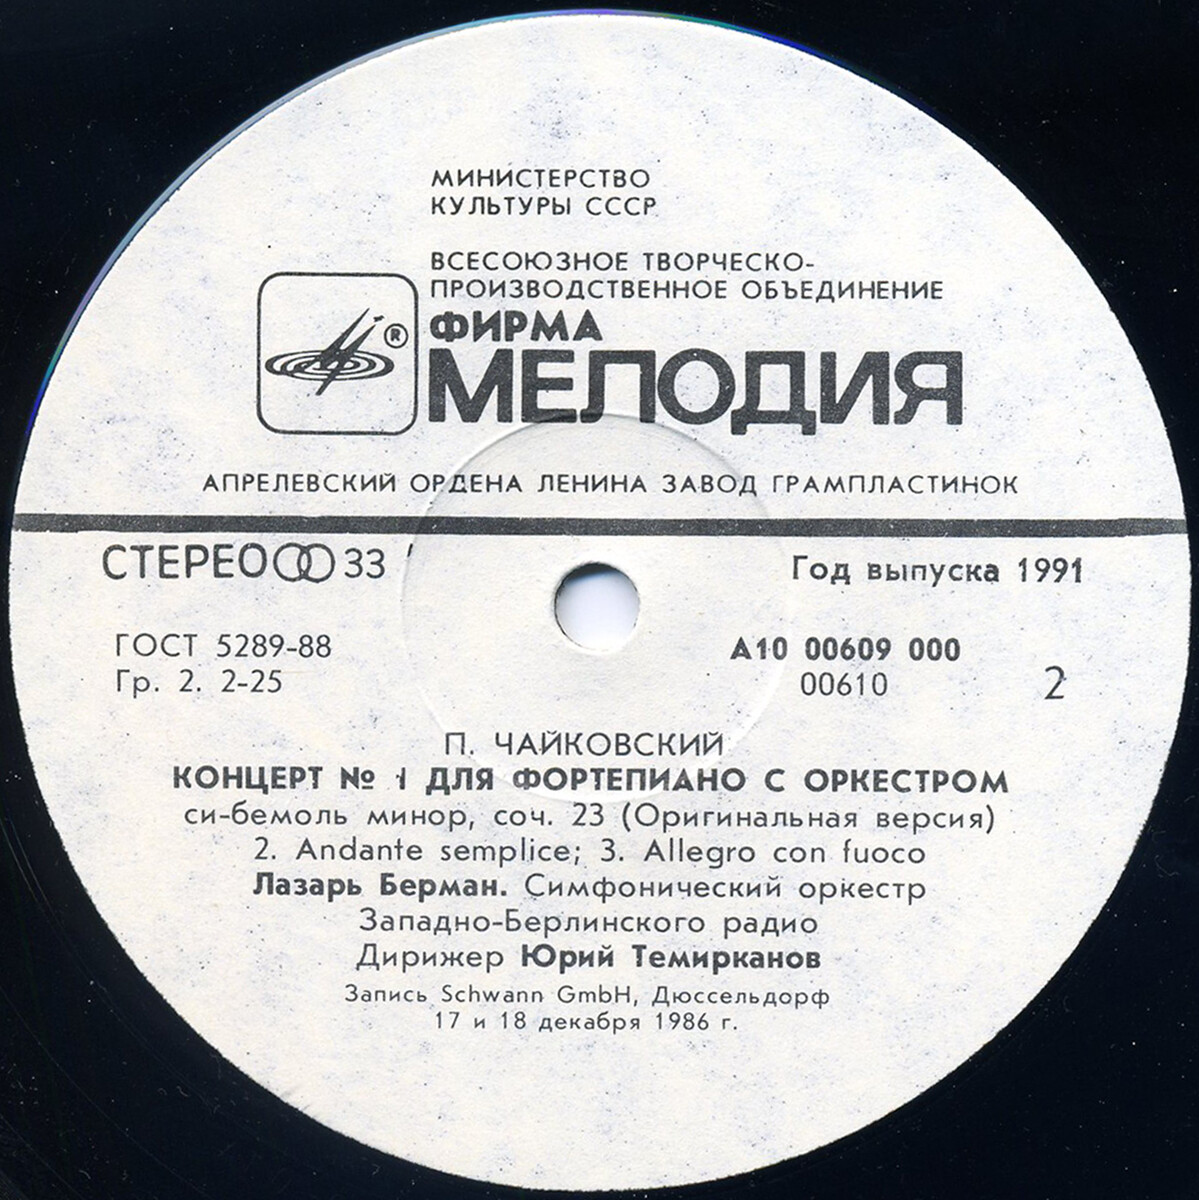 МИНИСТЕРСТВО
КУЛЬТУРЫ СССР
ВСЕСОЮЗНОЕ ТВОРЧЕСКО-
ПРОИЗВОДСТВЕННОЕ ОБЪЕДИНЕНИЕ
ФИРМА
®
МЕЛОДИЯ
АПРЕЛЕВСКИЙ ОРДЕНА ЛЕНИНА ЗАВОД ГРАМПЛАСТИНОК
СТЕРЕО 33
Год выпуска 1991
ГОСТ 5289-88
Гр. 2. 2-25
А10 00609 000
00610
2
П. ЧАЙКОВСКИЙ
КОНЦЕРТ № 1 ДЛЯ ФОРТЕПИАНО С ОРКЕСТРОМ
си-бемоль минор, соч. 23 (Оригинальная версия)
2. Andante semplice; 3. Allegro con fuoco
Лазарь Берман. Симфонический оркестр
Западно-Берлинского радио
Дирижер Юрий Темирканов
Запись Schwann GmbH, Дюссельдорф
17 и 18 декабря 1986 г.